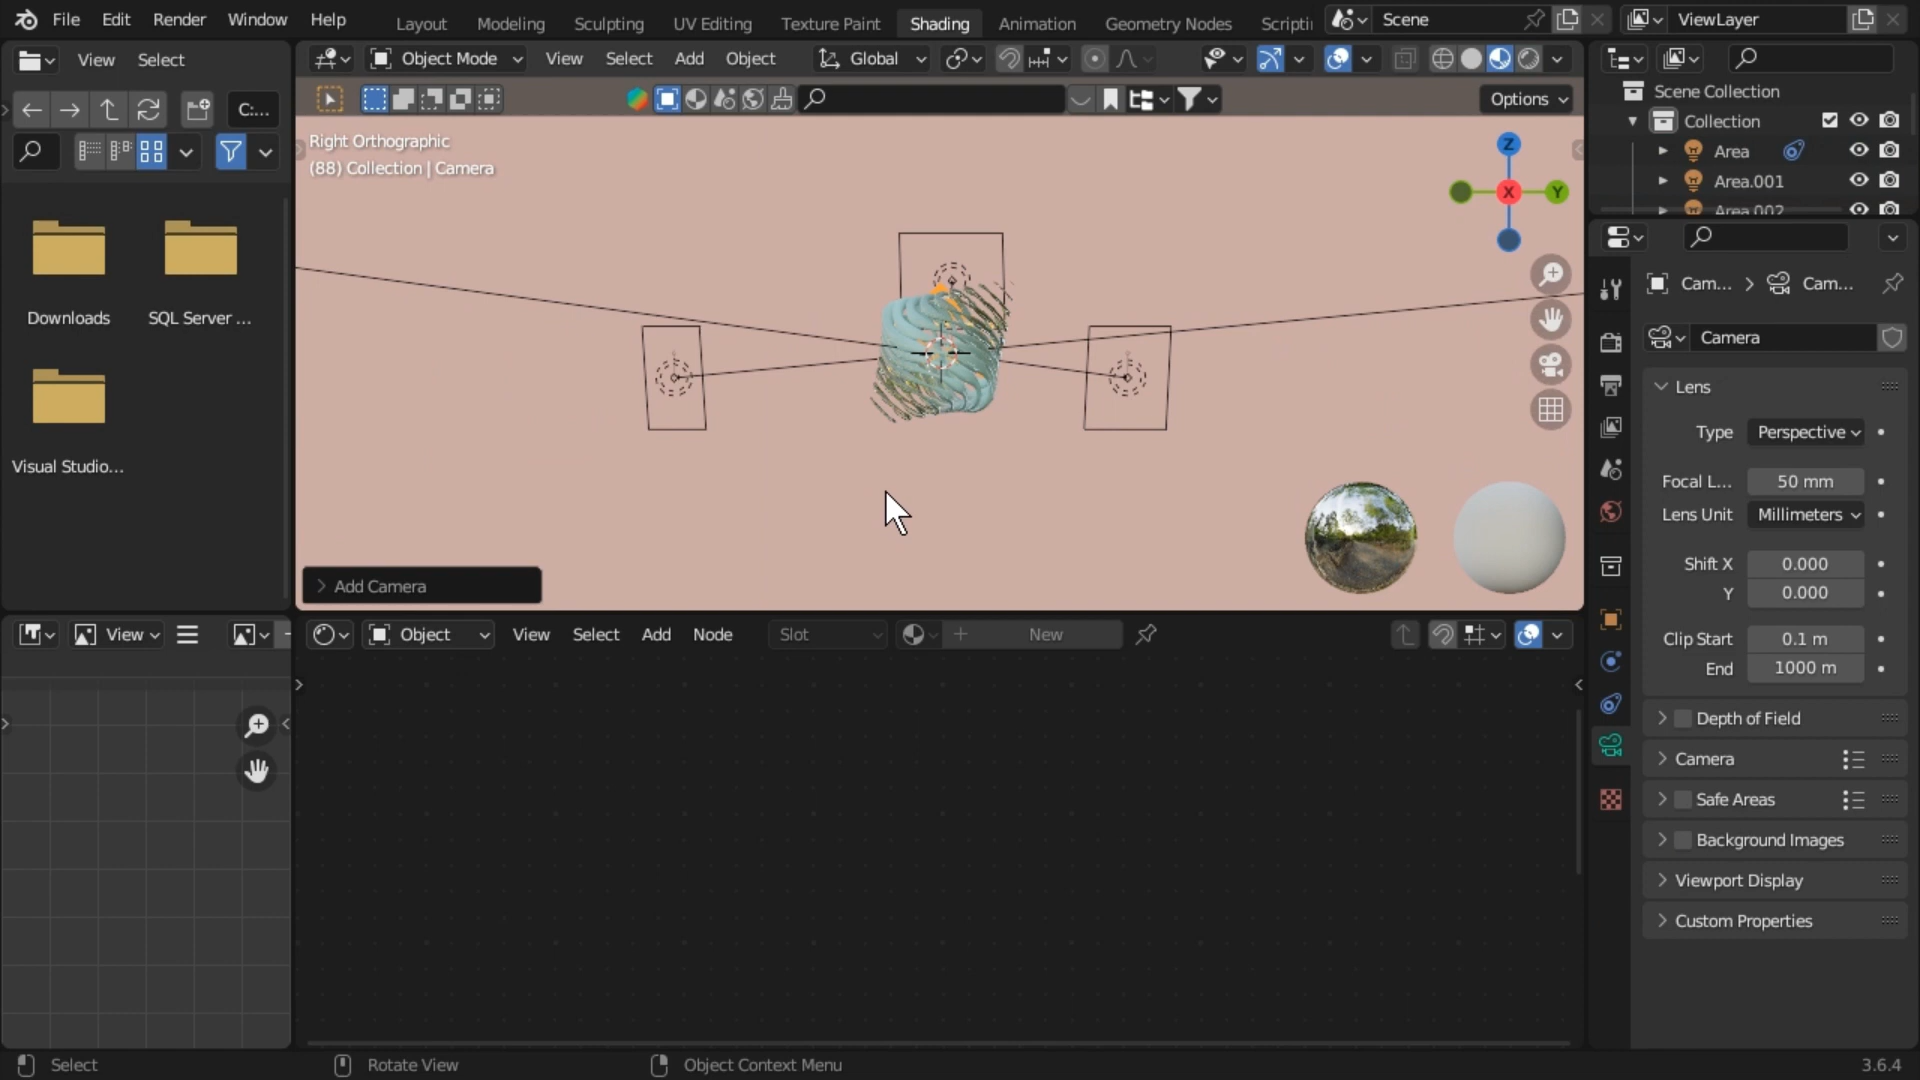 File Edit Render Window Help
Layout Modeling Sculpting UV Editing Texture Paint Shading Animation Geometry Nodes Scripti
Scene
ViewLayer
View Select
Object Mode View Select Add Object Global
C:...
Options
Right Orthographic
(88) Collection | Camera
Z
X
Y
Downloads
SQL Server ...
Visual Studio...
Add Camera
Scene Collection
Collection
Area
Area.001
Area.002
Cam... > Cam...
Camera
Lens
Type Perspective
Focal L... 50 mm
Lens Unit Millimeters
Shift X 0.000
Y 0.000
Clip Start 0.1 m
End 1000 m
Depth of Field
Camera
Safe Areas
Background Images
Viewport Display
Custom Properties
View
Object View Select Add Node Slot New
Select
Rotate View
Object Context Menu
3.6.4